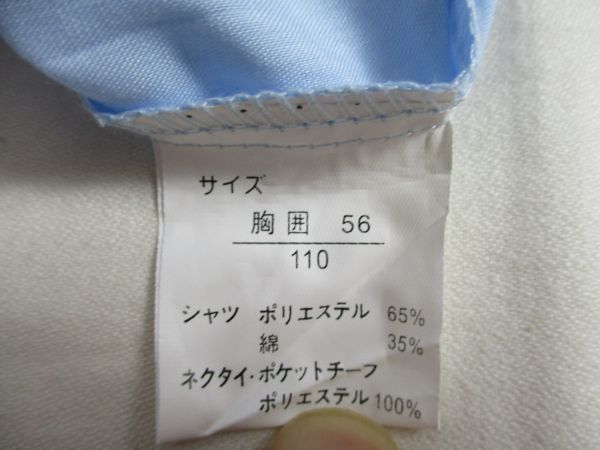 サイズ
胸囲 56
110
シャツ ポリエステル 65%
綿 35%
ネクタイ・ポケットチーフ
ポリエステル 100%